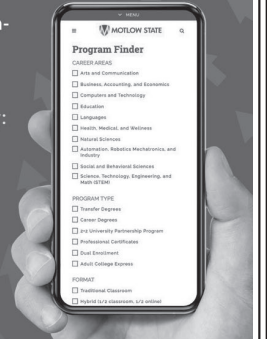 n-
:
MENU
MOTLOW STATE
Program Finder
CAREER AREAS
Arts and Communication
Business, Accounting, and Economics
Computers and Technology
Education
Languages
Health, Medical, and Wellness
Natural Sciences
Automation, Robotics Mechatronics, and
Industry
Social and Behavioral Sciences
Science, Technology, Engineering, and
Math (STEM)
PROGRAM TYPE
Transfer Degrees
Career Degrees
2+2 University Partnership Program
Professional Certificates
Dual Enrollment
Adult College Express
FORMAT
Traditional Classroom
Hybrid (1/2 classroom, 1/2 online)